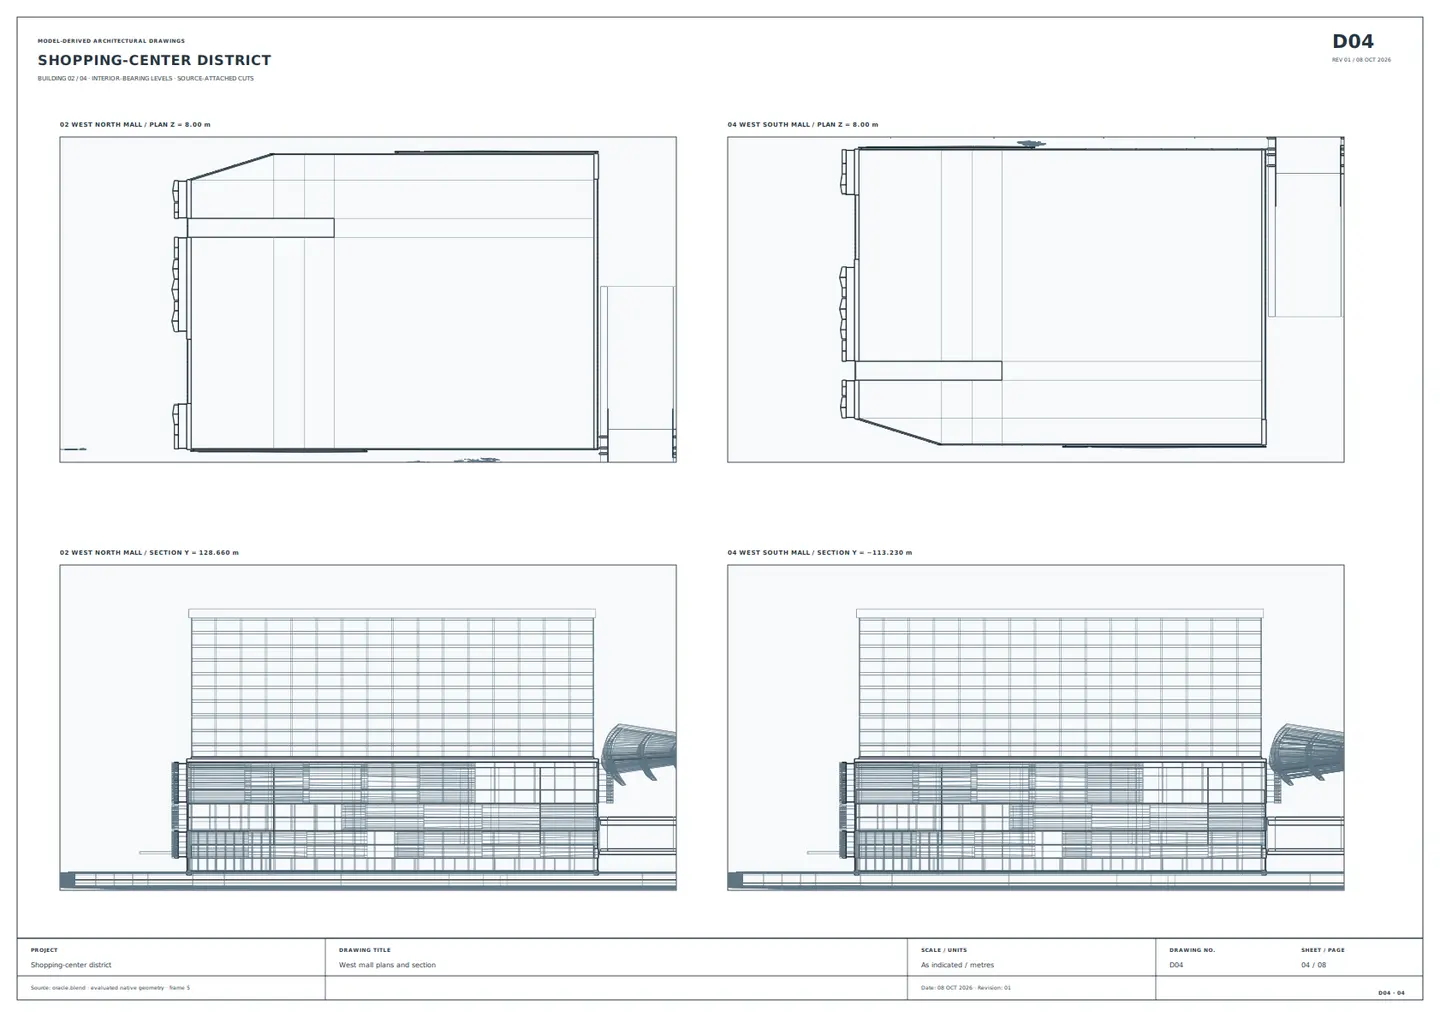 MODEL-DERIVED ARCHITECTURAL DRAWINGS
SHOPPING-CENTER DISTRICT
BUILDING 02 / 04 · INTERIOR-BEARING LEVELS · SOURCE-ATTACHED CUTS
D04
REV 01 / 08 OCT 2026
02 WEST NORTH MALL / PLAN Z = 8.00 m
04 WEST SOUTH MALL / PLAN Z = 8.00 m
02 WEST NORTH MALL / SECTION Y = 128.660 m
04 WEST SOUTH MALL / SECTION Y = −113.230 m
PROJECT
Shopping-center district
Source: oracle.blend · evaluated native geometry · frame 5
DRAWING TITLE
West mall plans and section
SCALE / UNITS
As indicated / metres
Date: 08 OCT 2026 · Revision: 01
DRAWING NO.
D04
SHEET / PAGE
04 / 08
D04 - 04